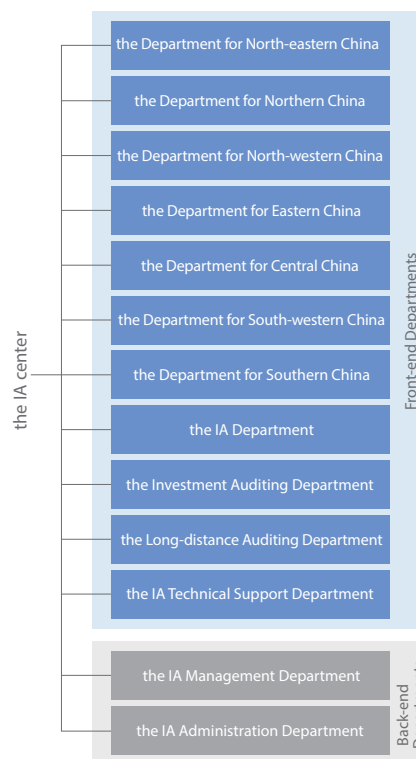 the IA center
the Department for North-eastern China
the Department for Northern China
the Department for North-western China
the Department for Eastern China
the Department for Central China
the Department for South-western China
the Department for Southern China
the IA Department
the Investment Auditing Department
the Long-distance Auditing Department
the IA Technical Support Department
Front-end Departments
the IA Management Department
the IA Administration Department
Back-end